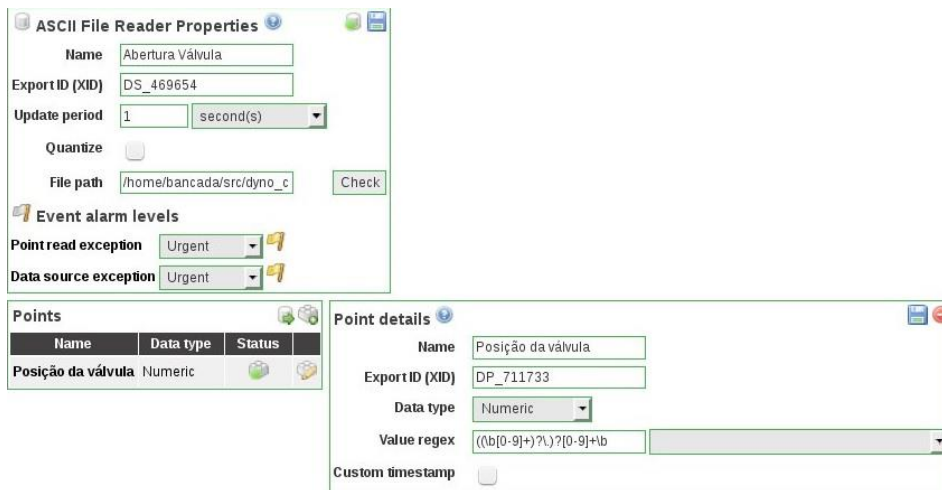 ASCII File Reader Properties
Name Abertura Válvula
Export ID (XID) DS_469654
Update period 1 second(s)
Quantize
File path /home/bancada/src/dyno_c Check
Event alarm levels
Point read exception Urgent
Data source exception Urgent
Points
Name Data type Status
Posição da válvula Numeric
Point details
Name Posição da válvula
Export ID (XID) DP_711733
Data type Numeric
Value regex ((\b[0-9]+)?\.)?[0-9]+\b
Custom timestamp